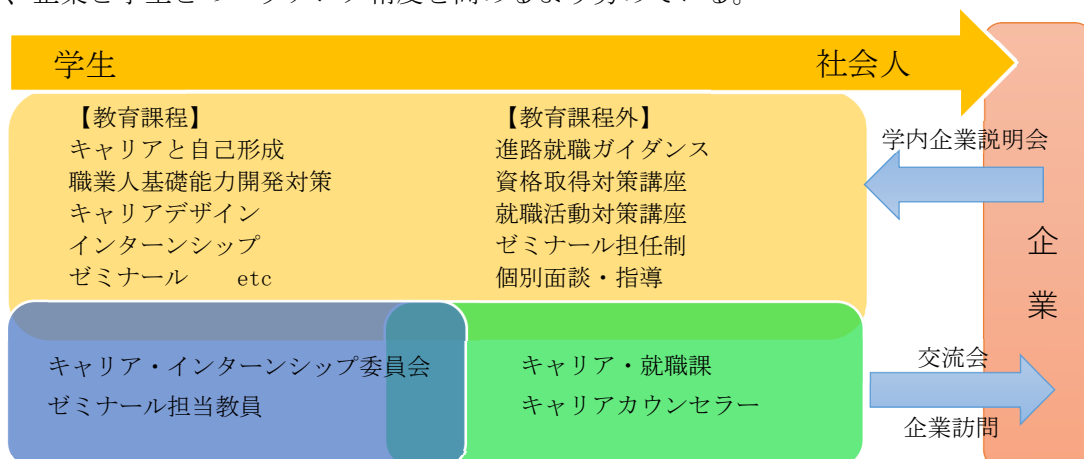 学生
社会人
【教育課程】
キャリアと自己形成
職業人基礎能力開発対策
キャリアデザイン
インターンシップ
ゼミナール etc
【教育課程外】
進路就職ガイダンス
資格取得対策講座
就職活動対策講座
ゼミナール担任制
個別面談・指導
学内企業説明会
企業
キャリア・インターンシップ委員会
ゼミナール担当教員
キャリア・就職課
キャリアカウンセラー
交流会
企業訪問